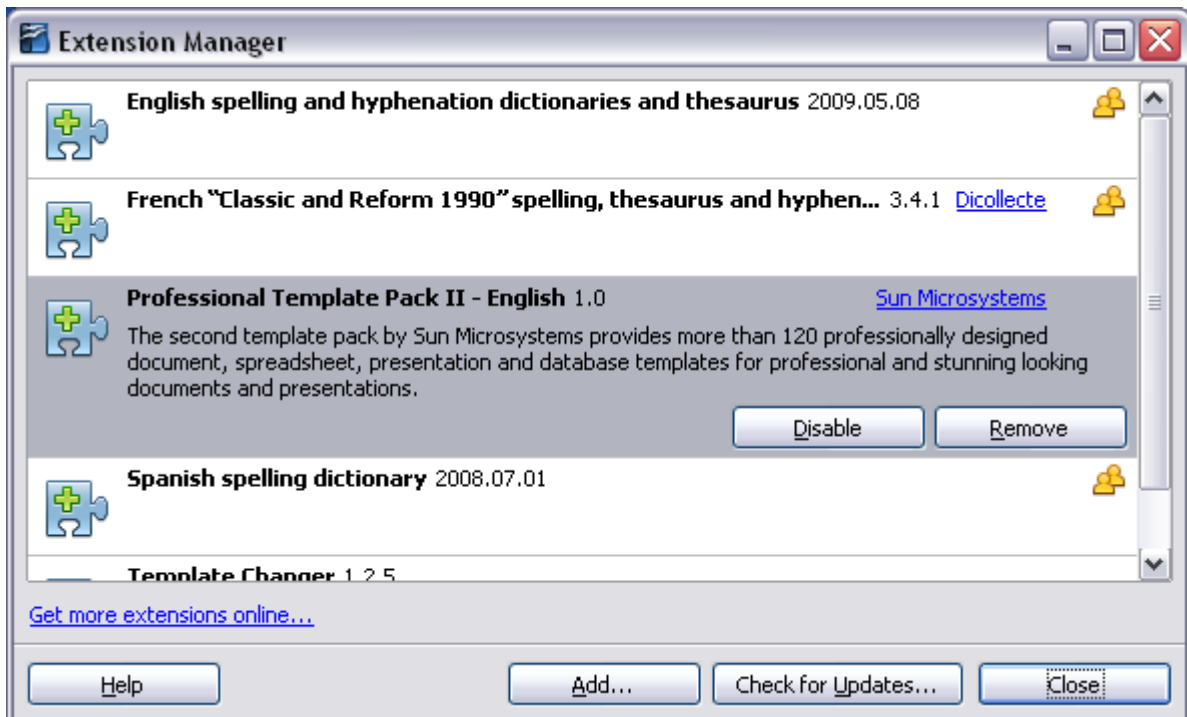 Extension Manager
English spelling and hyphenation dictionaries and thesaurus 2009.05.08
French “Classic and Reform 1990” spelling, thesaurus and hyphen... 3.4.1 Dicollecte
Professional Template Pack II - English 1.0 Sun Microsystems
The second template pack by Sun Microsystems provides more than 120 professionally designed
document, spreadsheet, presentation and database templates for professional and stunning looking
documents and presentations.
Disable Remove
Spanish spelling dictionary 2008.07.01
Template Changer 1.2.5
Get more extensions online...
Help Add... Check for Updates... Close